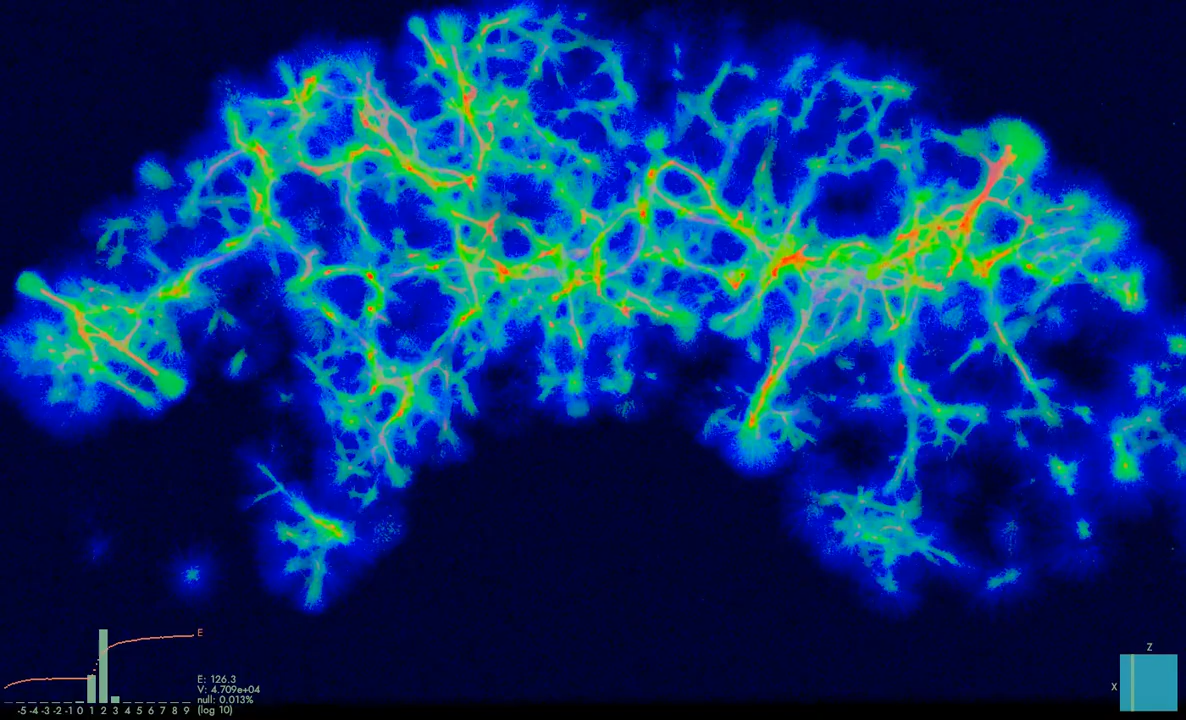 E
E: 126.3
V: 4.709e+04
null: 0.013%
-5 -4 -3 -2 -1 0 1 2 3 4 5 6 7 8 9 (log 10)
Z
X